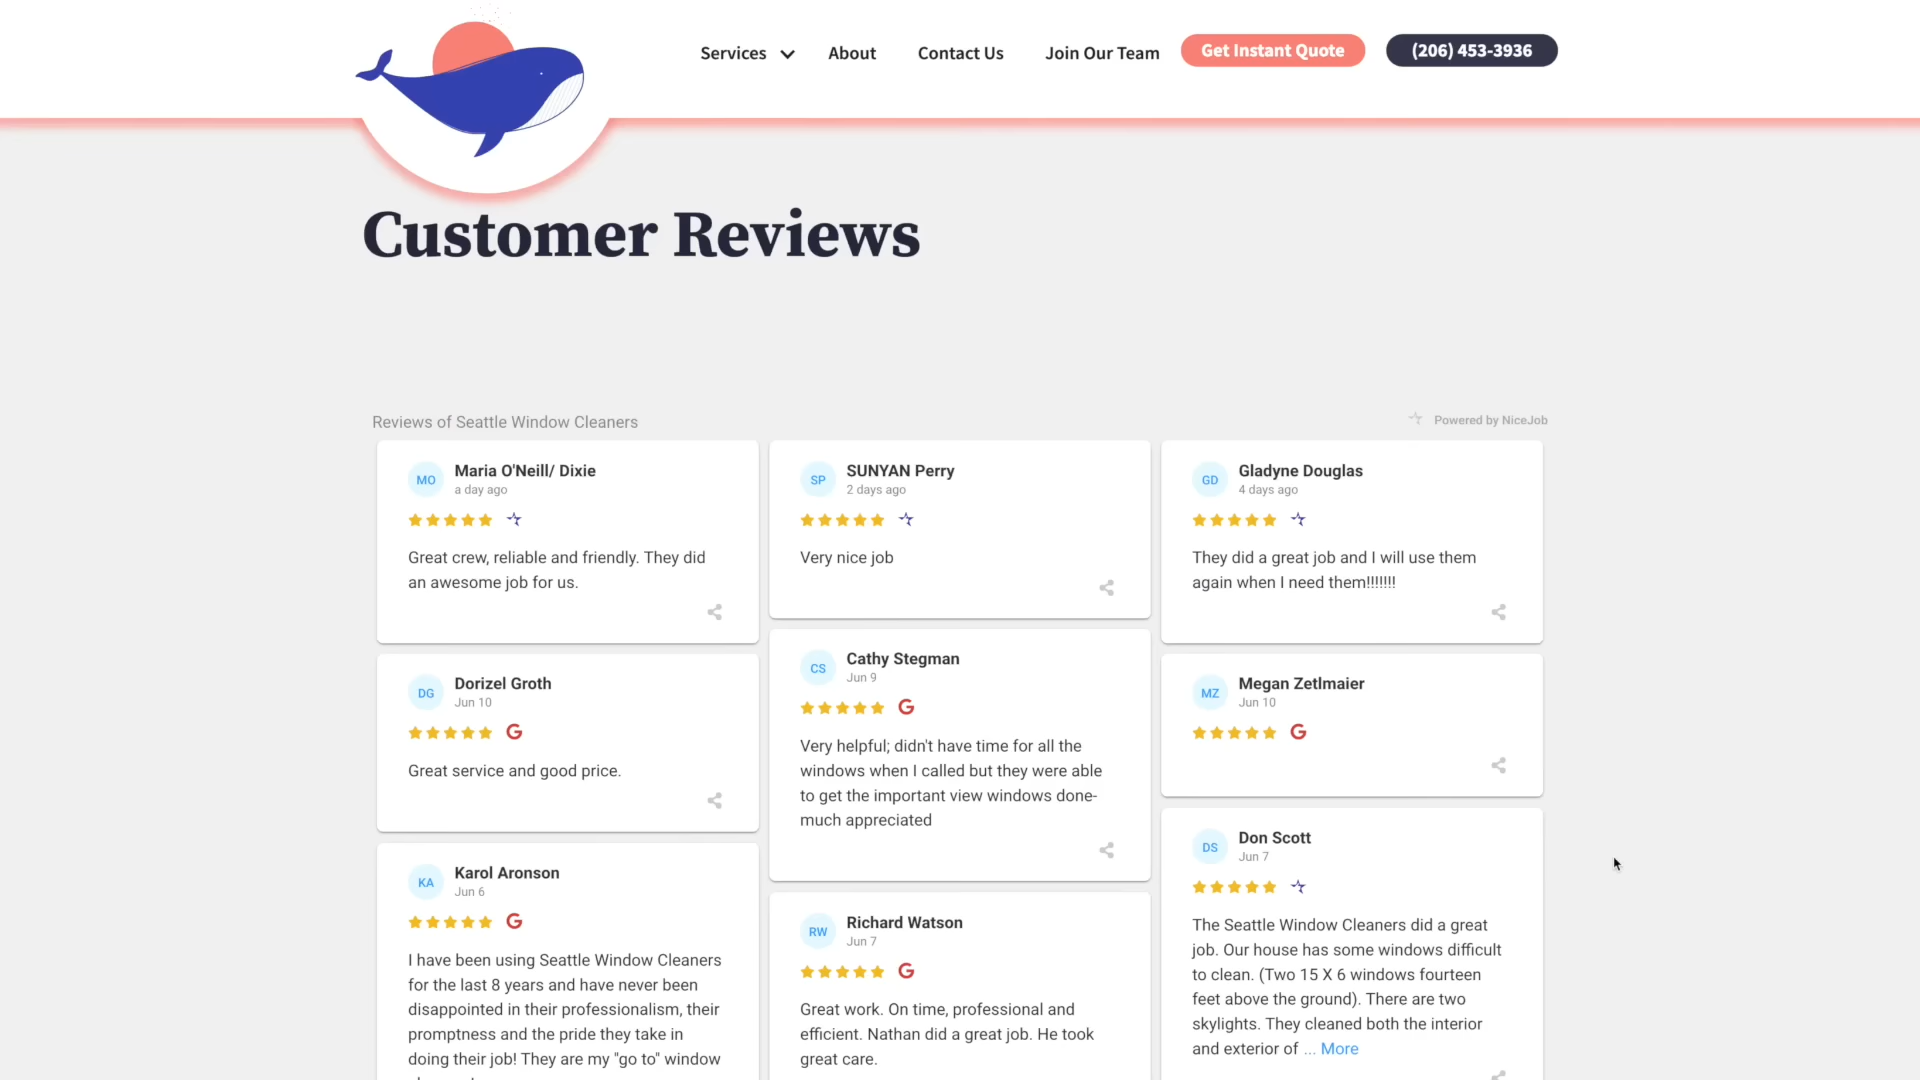 Services
About
Contact Us
Join Our Team
Get Instant Quote
(206) 453-3936
Customer Reviews
Reviews of Seattle Window Cleaners
Powered by NiceJob
MO
Maria O'Neill/ Dixie
a day ago
Great crew, reliable and friendly. They did
an awesome job for us.
SP
SUNYAN Perry
2 days ago
Very nice job
GD
Gladyne Douglas
4 days ago
They did a great job and I will use them
again when I need them!!!!!!!
DG
Dorizel Groth
Jun 10
G
Great service and good price.
CS
Cathy Stegman
Jun 9
G
Very helpful; didn't have time for all the
windows when I called but they were able
to get the important view windows done-
much appreciated
MZ
Megan Zetlmaier
Jun 10
G
KA
Karol Aronson
Jun 6
G
I have been using Seattle Window Cleaners
for the last 8 years and have never been
disappointed in their professionalism, their
promptness and the pride they take in
doing their job! They are my "go to" window
RW
Richard Watson
Jun 7
G
Great work. On time, professional and
efficient. Nathan did a great job. He took
great care.
DS
Don Scott
Jun 7
The Seattle Window Cleaners did a great
job. Our house has some windows difficult
to clean. (Two 15 X 6 windows fourteen
feet above the ground). There are two
skylights. They cleaned both the interior
and exterior of ... More